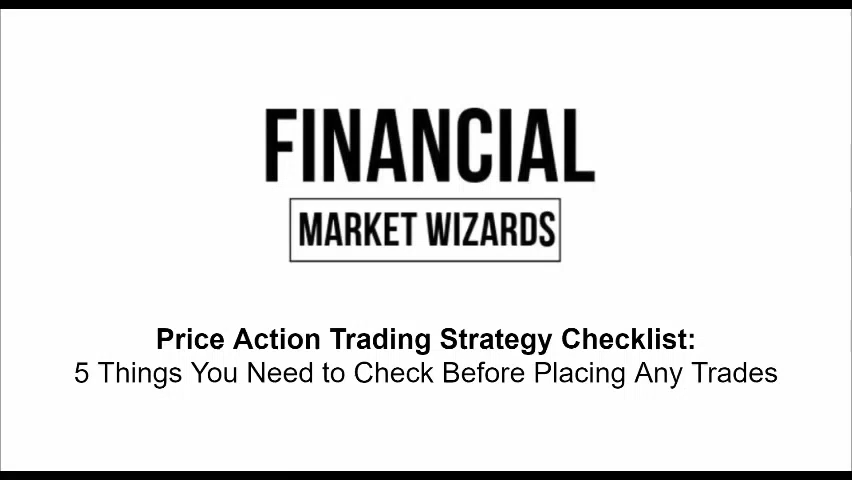 FINANCIAL
MARKET WIZARDS
Price Action Trading Strategy Checklist:
5 Things You Need to Check Before Placing Any Trades